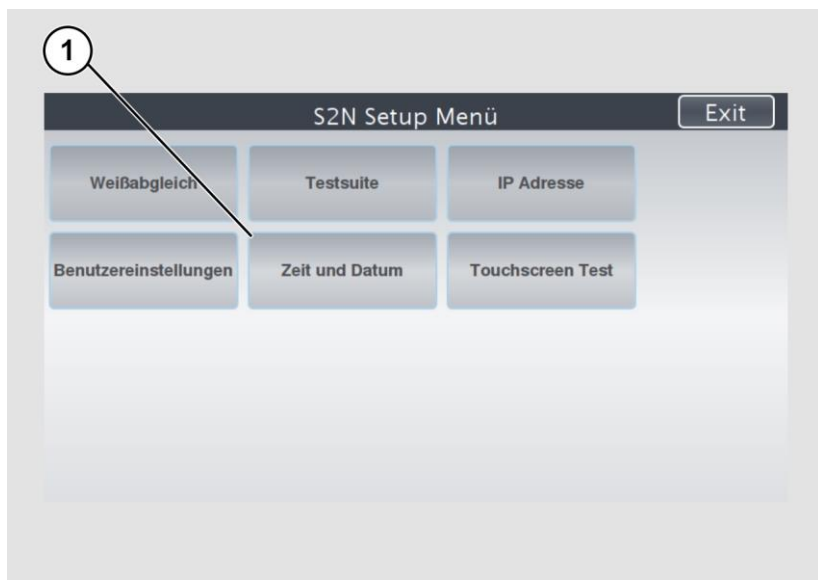 1
S2N Setup Menü
Exit
Weißabgleich
Testsuite
IP Adresse
Benutzereinstellungen
Zeit und Datum
Touchscreen Test